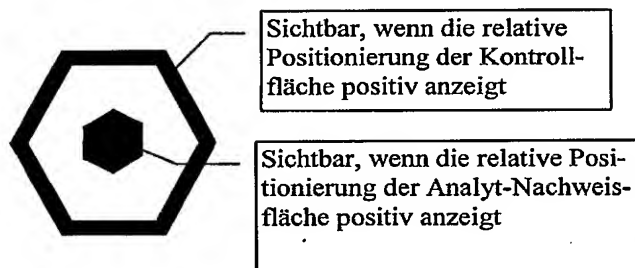 Sichtbar, wenn die relative
Positionierung der Kontroll-
fläche positiv anzeigt
Sichtbar, wenn die relative Posi-
tionierung der Analyt-Nachweis-
fläche positiv anzeigt